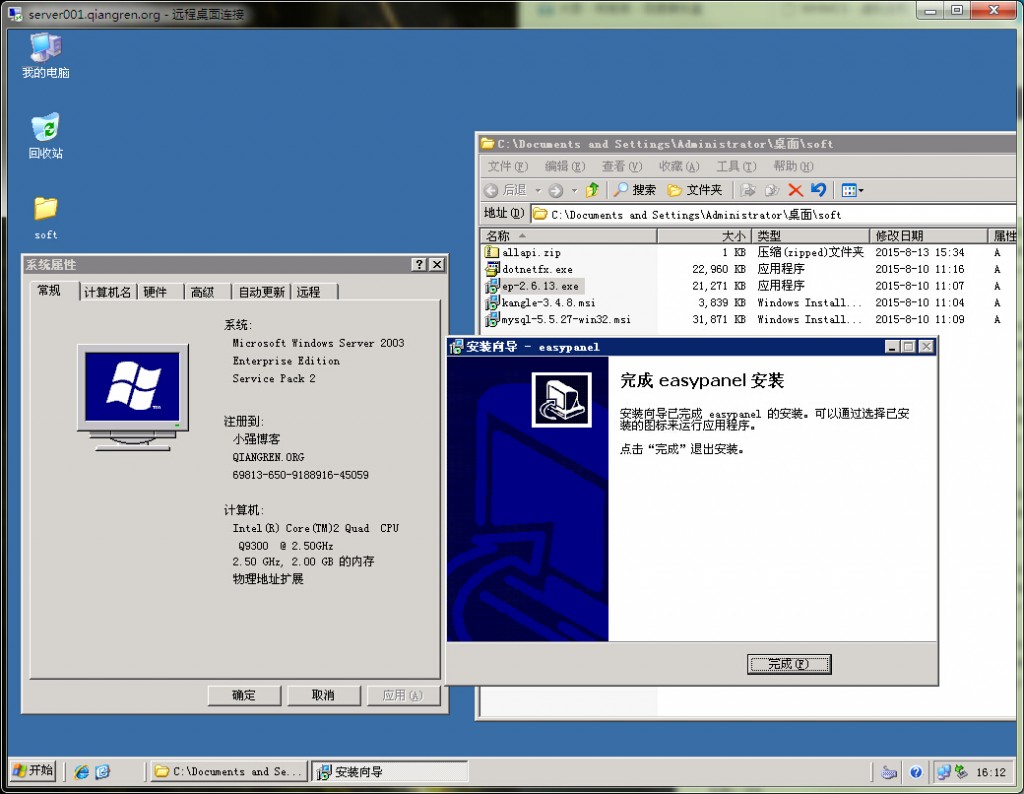 server001.qiangren.org - 远程桌面连接
我的电脑
回收站
soft
C:\Documents and Settings\Administrator\桌面\soft
文件(F) 编辑(E) 查看(V) 收藏(A) 工具(T) 帮助(H)
后退 搜索 文件夹
地址(D) C:\Documents and Settings\Administrator\桌面\soft
名称 大小 类型 修改日期 属性
allapi.zip 1 KB 压缩(zipped)文件夹 2015-8-13 15:34 A
dotnetfx.exe 22,960 KB 应用程序 2015-8-10 11:16 A
ep-2.6.13.exe 21,271 KB 应用程序 2015-8-10 11:07 A
kangle-3.4.8.msi 3,839 KB Windows Install... 2015-8-10 11:04 A
mysql-5.5.27-win32.msi 31,871 KB Windows Install... 2015-8-10 11:09 A
系统属性
常规 计算机名 硬件 高级 自动更新 远程
系统:
Microsoft Windows Server 2003
Enterprise Edition
Service Pack 2
注册到:
小强博客
QIANGREN.ORG
69813-650-9188916-45059
计算机:
Intel(R) Core(TM)2 Quad CPU
Q9300 @ 2.50GHz
2.50 GHz, 2.00 GB 的内存
物理地址扩展
确定 取消 应用(A)
安装向导 - easypanel
完成 easypanel 安装
安装向导已完成 easypanel 的安装。可以通过选择已安
装的图标来运行应用程序。
点击“完成”退出安装。
完成(F)
开始 C:\Documents and Se... 安装向导 16:12